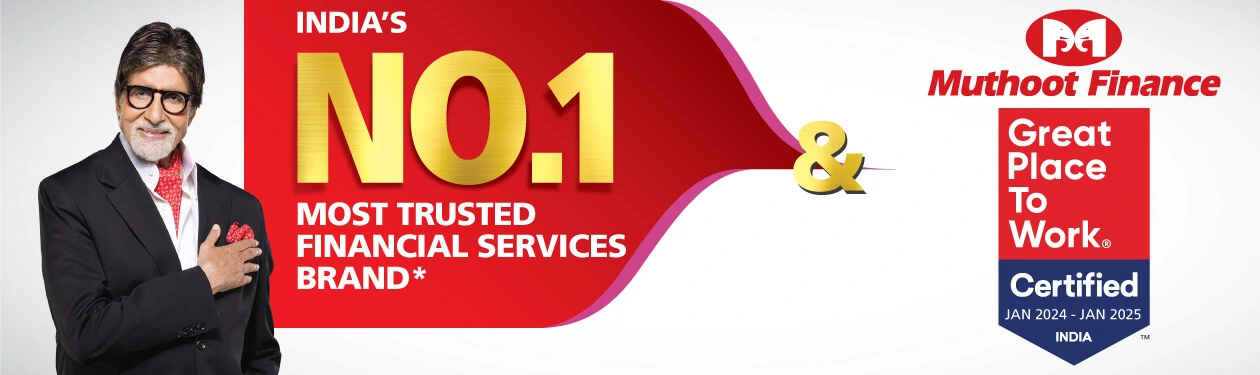 INDIA'S
NO.1
MOST TRUSTED
FINANCIAL SERVICES
BRAND*
&
Muthoot Finance
Great
Place
To
Work®
Certified
JAN 2024 - JAN 2025
INDIA
™